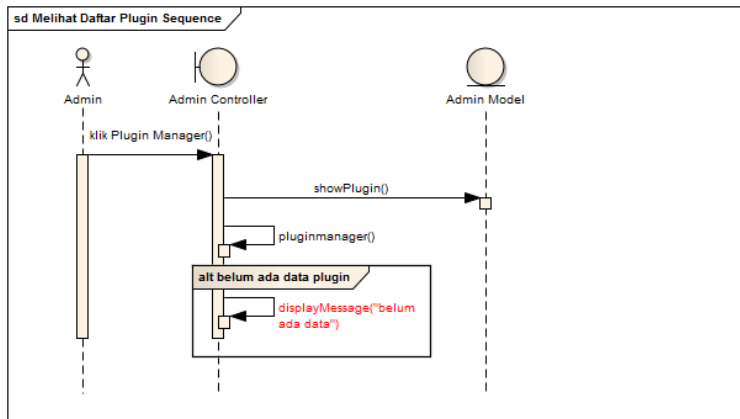 sd Melihat Daftar Plugin Sequence
Admin
Admin Controller
Admin Model
klik Plugin Manager()
showPlugin()
pluginmanager()
alt belum ada data plugin
displayMessage("belum
ada data")